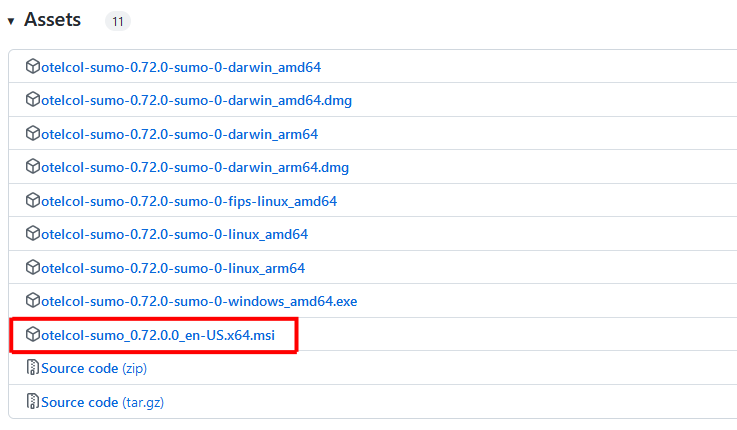 Assets 11
otelcol-sumo-0.72.0-sumo-0-darwin_amd64
otelcol-sumo-0.72.0-sumo-0-darwin_amd64.dmg
otelcol-sumo-0.72.0-sumo-0-darwin_arm64
otelcol-sumo-0.72.0-sumo-0-darwin_arm64.dmg
otelcol-sumo-0.72.0-sumo-0-fips-linux_amd64
otelcol-sumo-0.72.0-sumo-0-linux_amd64
otelcol-sumo-0.72.0-sumo-0-linux_arm64
otelcol-sumo-0.72.0-sumo-0-windows_amd64.exe
otelcol-sumo_0.72.0.0_en-US.x64.msi
Source code (zip)
Source code (tar.gz)